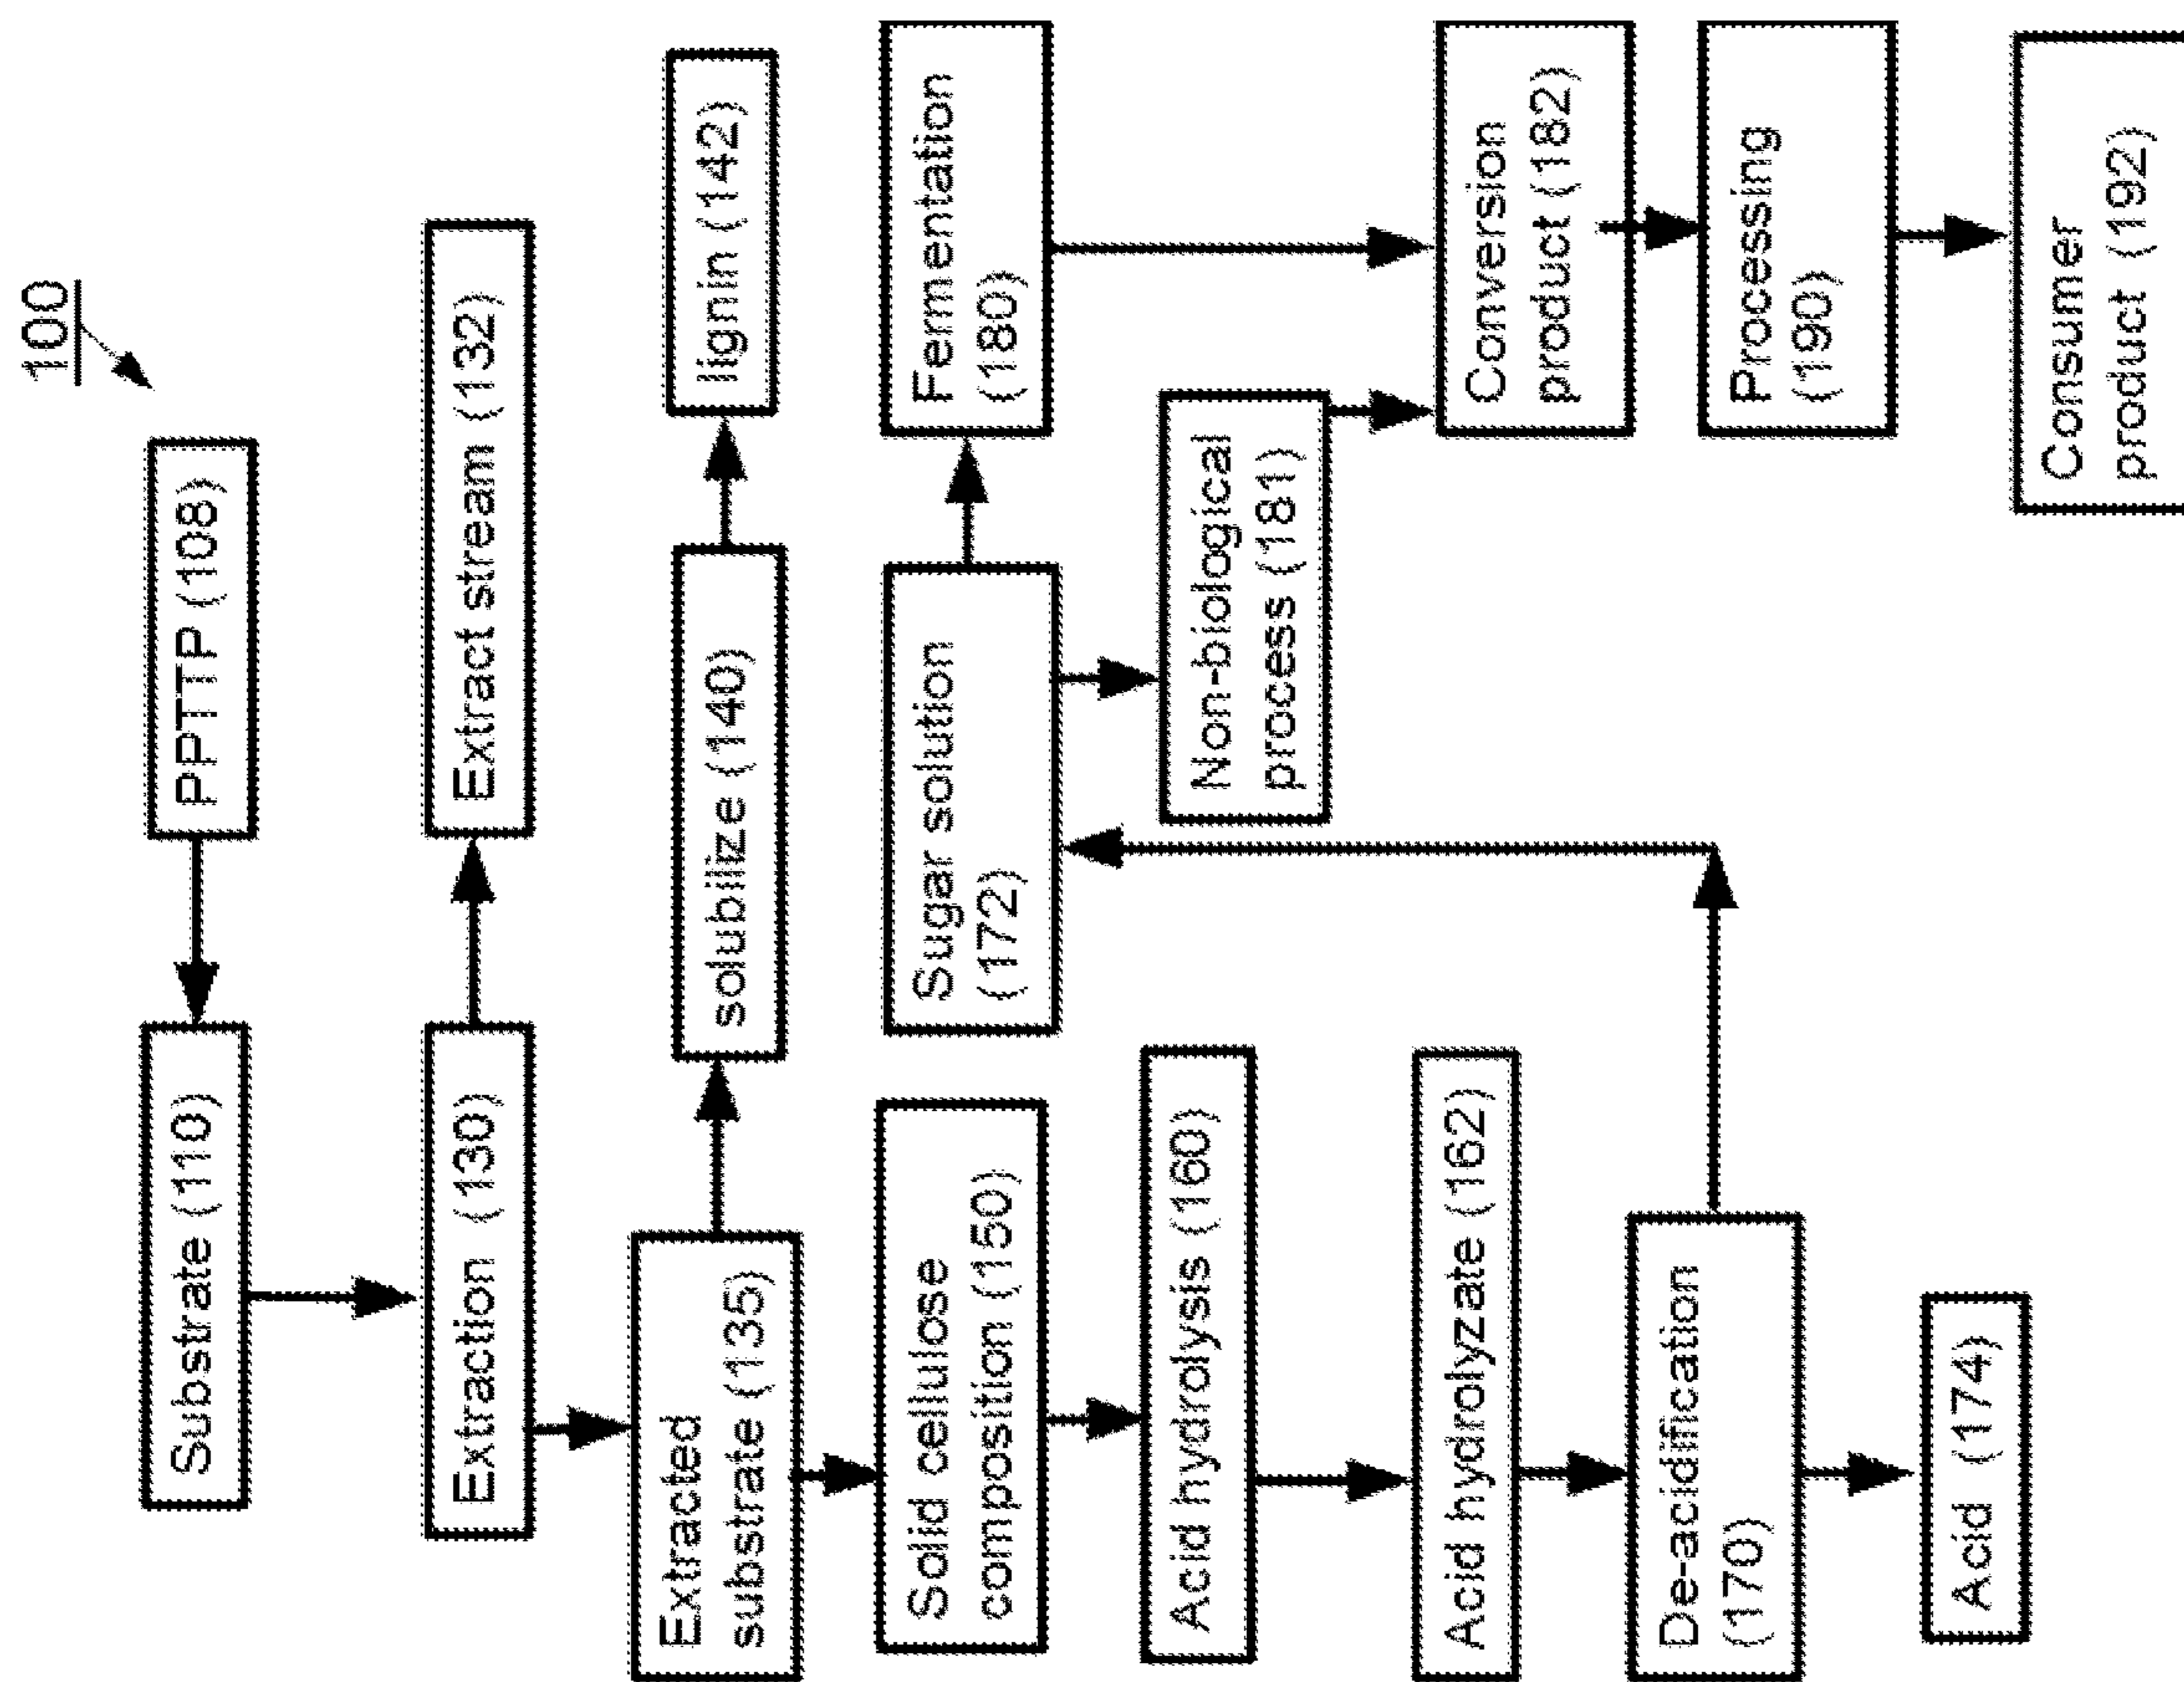 100
PPTTP (108)
Substrate (110)
Extract stream (132)
Extraction (130)
lignin (142)
solubilize (140)
Extracted
substrate (135)
Fermentation
(180)
Sugar solution
(172)
Solid cellulose
composition (150)
Non-biological
process (181)
Acid hydrolysis (160)
Conversion
product (182)
Acid hydrolyzate (162)
Processing
(190)
De-acidification
(170)
Consumer
product (192)
Acid (174)